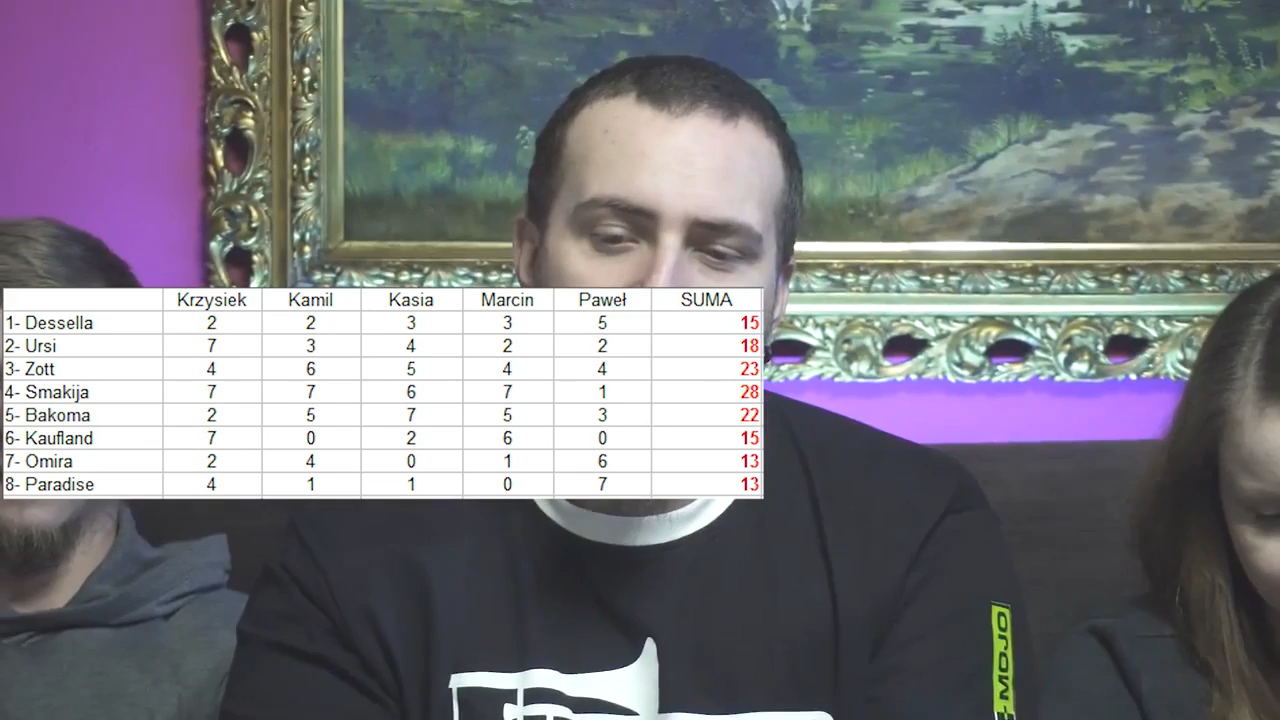 Krzysiek Kamil Kasia Marcin Paweł SUMA
1- Dessella 2 2 3 3 5 15
2- Ursi 7 3 4 2 2 18
3- Zott 4 6 5 4 4 23
4- Smakija 7 7 6 7 1 28
5- Bakoma 2 5 7 5 3 22
6- Kaufland 7 0 2 6 0 15
7- Omira 2 4 0 1 6 13
8- Paradise 4 1 1 0 7 13
MOJO